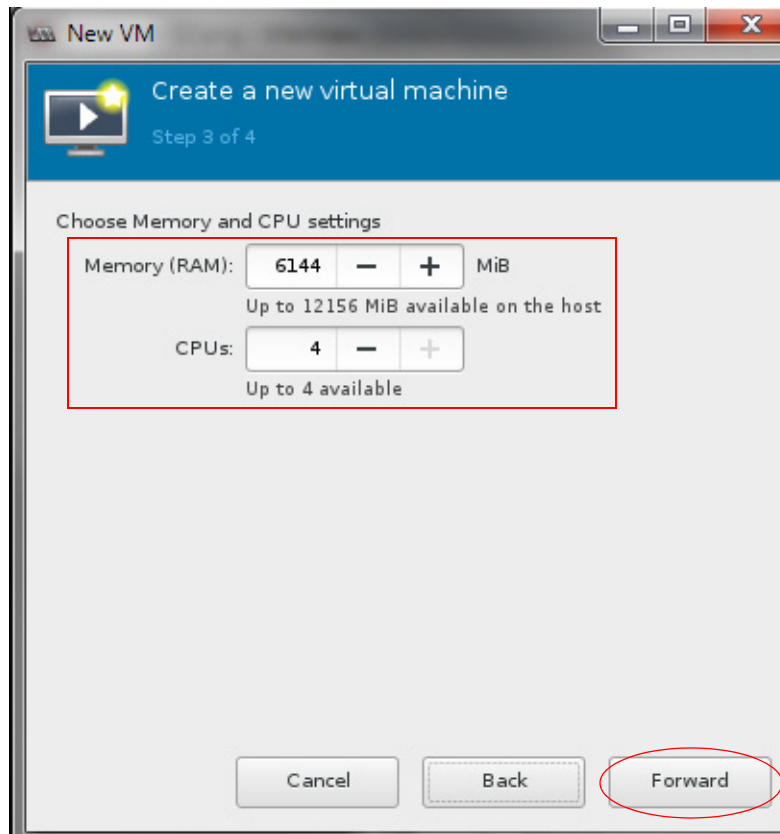 New VM
Create a new virtual machine
Step 3 of 4
Choose Memory and CPU settings
Memory (RAM): 6144 − + MiB
Up to 12156 MiB available on the host
CPUs: 4 − +
Up to 4 available
Cancel Back Forward